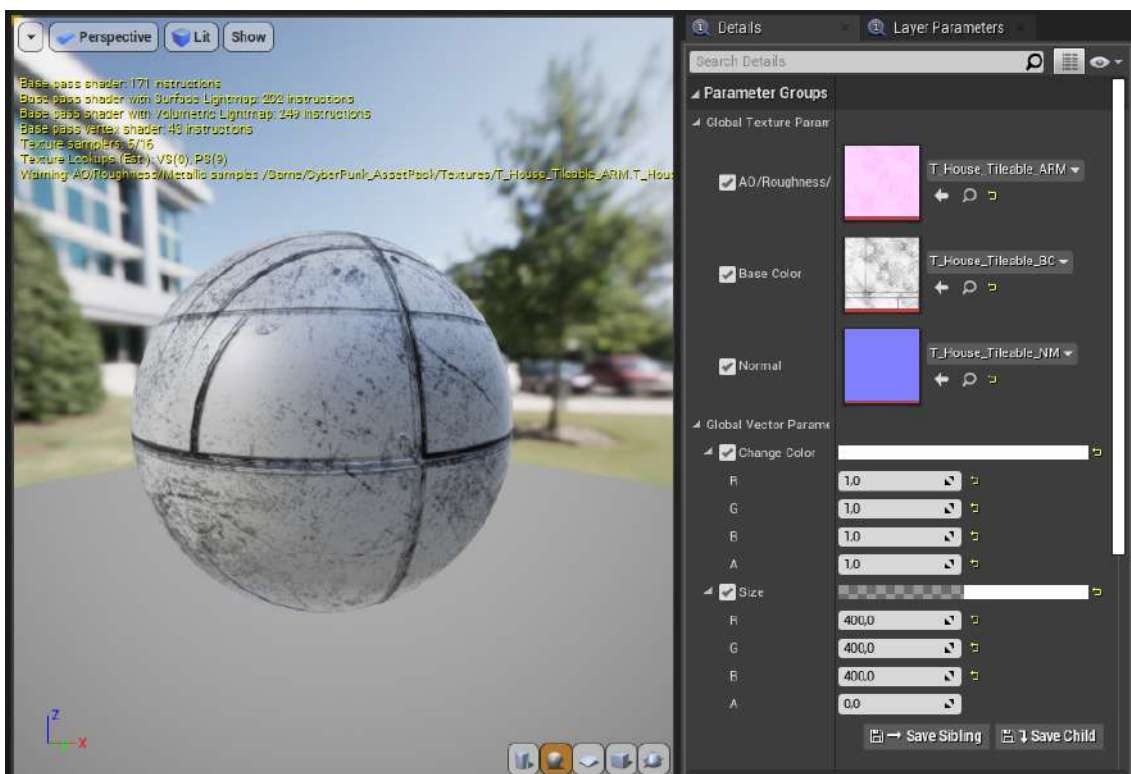 Perspective
Lit
Show
Base pass shader: 171 instructions
Base pass shader with Surface Lightmap: 202 instructions
Base pass shader with Volumetric Lightmap: 249 instructions
Base pass vertex shader: 43 instructions
Texture samplers: 5/16
Texture Lookups (Est.): VS(0), PS(9)
Warning: AO/Roughness/Metallic samples /Game/CyberPunk_AssetPack/Textures/T_House_Tileable_ARM.T_Hous
Z
Y
X
Details
Layer Parameters
Search Details
Parameter Groups
Global Texture Param
AO/Roughness/
T_House_Tileable_ARM
Base Color
T_House_Tileable_BC
Normal
T_House_Tileable_NM
Global Vector Parame
Change Color
R 1,0
G 1,0
B 1,0
A 1,0
Size
R 400,0
G 400,0
B 400,0
A 0,0
Save Sibling
Save Child